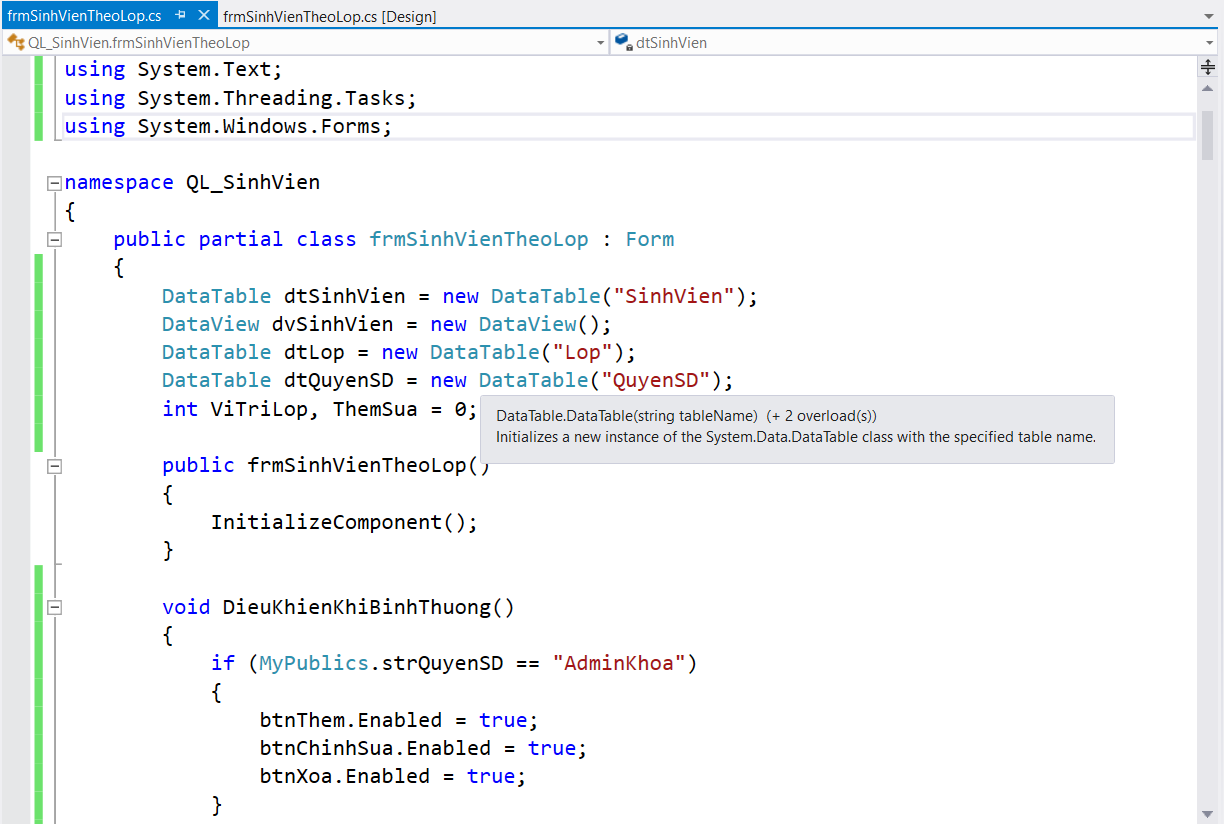 frmSinhVienTheoLop.cs
frmSinhVienTheoLop.cs [Design]
QL_SinhVien.frmSinhVienTheoLop
dtSinhVien
using System.Text;
using System.Threading.Tasks;
using System.Windows.Forms;
namespace QL_SinhVien
{
public partial class frmSinhVienTheoLop : Form
{
DataTable dtSinhVien = new DataTable("SinhVien");
DataView dvSinhVien = new DataView();
DataTable dtLop = new DataTable("Lop");
DataTable dtQuyenSD = new DataTable("QuyenSD");
int ViTriLop, ThemSua = 0;
DataTable.DataTable(string tableName) (+ 2 overload(s))
Initializes a new instance of the System.Data.DataTable class with the specified table name.
public frmSinhVienTheoLop()
{
InitializeComponent();
}
void DieuKhienKhiBinhThuong()
{
if (MyPublics.strQuyenSD == "AdminKhoa")
{
btnThem.Enabled = true;
btnChinhSua.Enabled = true;
btnXoa.Enabled = true;
}